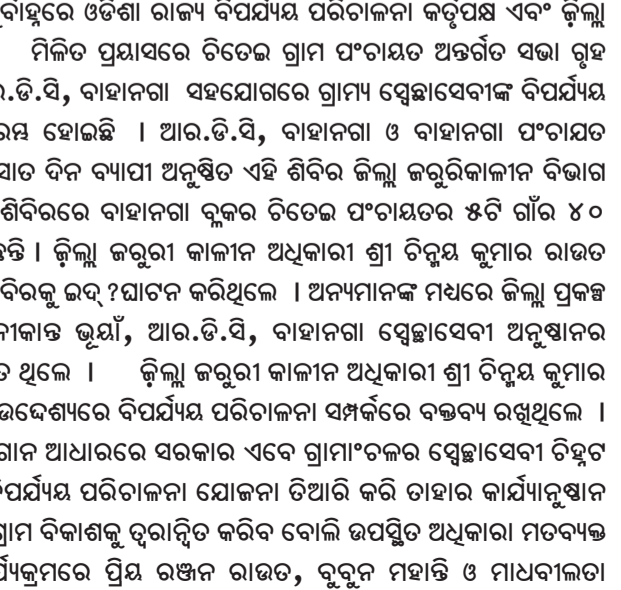 ର୍ବାହ୍ନରେ ଓଡିଶା ରାଜ୍ୟ ବିପର୍ଯ୍ୟୟ ପରିଚାଳନା କର୍ତୃପକ୍ଷ ଏବଂ ଜ଼ିଲ୍ଲା
ମିଳିତ ପ୍ରୟାସରେ ଚିତେଇ ଗ୍ରାମ ପଂଚାୟତ ଅନ୍ତର୍ଗତ ସଭା ଗୃହ
ର.ଡି.ସି, ବାହାନଗା ସହଯୋଗରେ ଗ୍ରାମ୍ୟ ସ୍ୱେଛାସେବୀଙ୍କ ବିପର୍ଯ୍ୟୟ
ରମ୍ଭ ହୋଇଛି । ଆର.ଡି.ସି, ବାହାନଗା ଓ ବାହାନଗା ପଂଚାଯତ
ସାତ ଦିନ ବ୍ୟାପୀ ଅନୁଷ୍ଠିତ ଏହି ଶିବିର ଜିଲ୍ଲା ଜରୁରିକାଳୀନ ବିଭାଗ
ଶିବିରରେ ବାହାନଗା ବ୍ଳକର ଚିତେଇ ପଂଚାୟତର ୫ଟି ଗାଁର ୪୦
ଜ଼ିଲ୍ଲା ଜରୁରୀ କାଳୀନ ଅଧିକାରୀ ଶ୍ରୀ ଚିନ୍ମୟ କୁମାର ରାଉତ
ବିରକୁ ଇଦ୍?ଘାଟନ କରିଥିଲେ । ଅନ୍ୟମାନଙ୍କ ମଧ୍ୟରେ ଜିଲ୍ଲା ପ୍ରକଳ୍ପ
ନୀକାନ୍ତ ଭୂୟାଁ, ଆର.ଡି.ସି, ବାହାନଗା ସ୍ୱେଚ୍ଛାସେବୀ ଅନୁଷ୍ଠାନର
ତ ଥିଲେ । ଜ଼ିଲ୍ଲା ଜରୁରୀ କାଳୀନ ଅଧିକାରୀ ଶ୍ରୀ ଚିନ୍ମୟ କୁମାର
ଉଦ୍ଦେଶ୍ୟରେ ବିପର୍ଯ୍ୟୟ ପରିଚାଳନା ସମ୍ପର୍କରେ ବକ୍ତବ୍ୟ ରଖିଥିଲେ ।
ଗାନ ଆଧାରରେ ସରକାର ଏବେ ଗ୍ରାମାଂଚଳର ସ୍ୱେଚ୍ଛାସେବୀ ଚିହ୍ନଟ
ବିପର୍ଯ୍ୟୟ ପରିଚାଳନା ଯୋଜନା ତିଆରି କରି ତାହାର କାର୍ଯ୍ୟାନୁଷ୍ଠାନ
ଗ୍ରାମ ବିକାଶକୁ ତ୍ୱରାନ୍ୱିତ କରିବ ବୋଲି ଉପସ୍ଥିତ ଅଧିକାରୀ ମତବ୍ୟକ୍ତ
ର୍ଯ୍ୟକ୍ରମରେ ପ୍ରିୟ ରଞ୍ଜନ ରାଉତ, ବୁବୁନ ମହାନ୍ତି ଓ ମାଧବୀଲତା